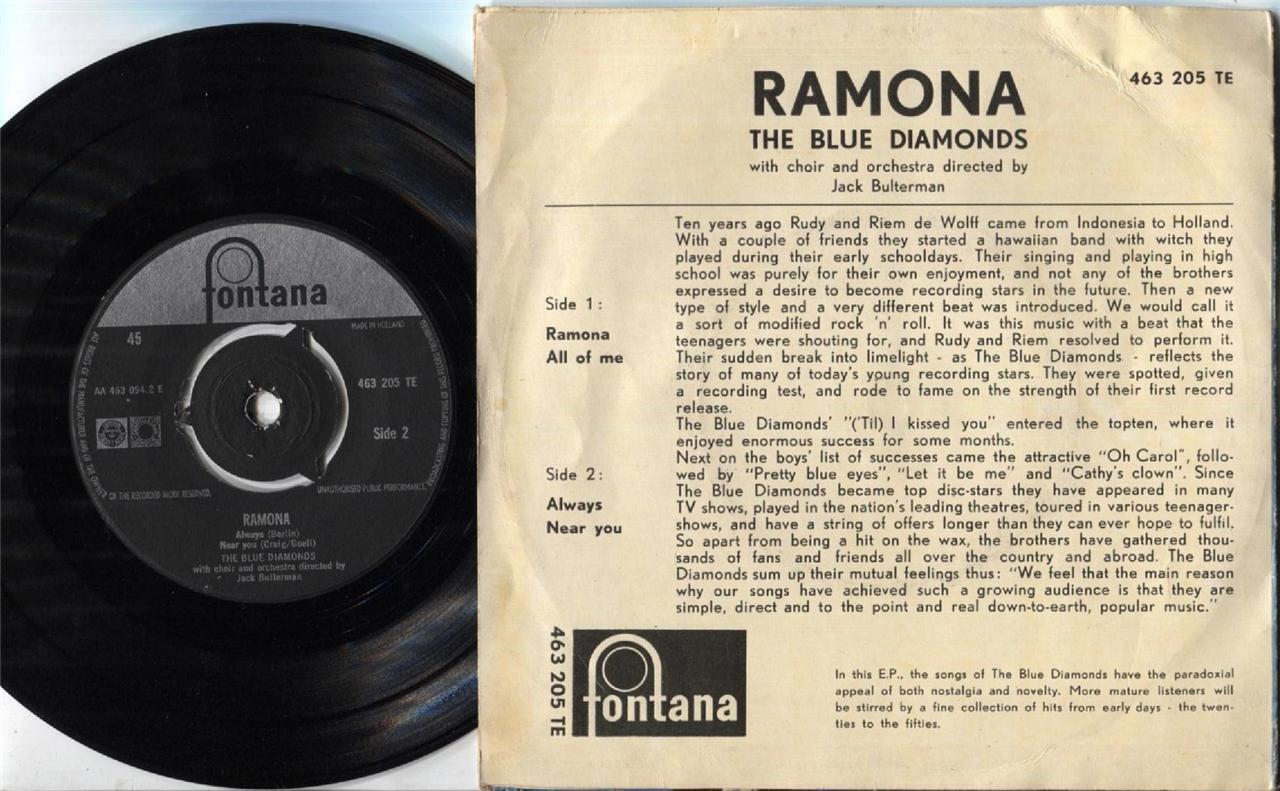 fontana
45
MADE IN HOLLAND
AA 463 094.2 E
463 205 TE
Side 2
OF THE RECORDED WORK RESERVED.
UNAUTHORISED PUBLIC PERFORMANCE,
RAMONA
Always (Berlin)
Near you (Craig/Goell)
THE BLUE DIAMONDS
with choir and orchestra directed by
Jack Bulterman
463 205 TE
RAMONA
THE BLUE DIAMONDS
with choir and orchestra directed by
Jack Bulterman
Side 1:
Ramona
All of me
Side 2:
Always
Near you
Ten years ago Rudy and Riem de Wolff came from Indonesia to Holland.
With a couple of friends they started a hawaiian band with witch they
played during their early schooldays. Their singing and playing in high
school was purely for their own enjoyment, and not any of the brothers
expressed a desire to become recording stars in the future. Then a new
type of style and a very different beat was introduced. We would call it
a sort of modified rock 'n' roll. It was this music with a beat that the
teenagers were shouting for, and Rudy and Riem resolved to perform it.
Their sudden break into limelight - as The Blue Diamonds - reflects the
story of many of today's young recording stars. They were spotted, given
a recording test, and rode to fame on the strength of their first record
release.
The Blue Diamonds' "('Til) I kissed you" entered the topten, where it
enjoyed enormous success for some months.
Next on the boys' list of successes came the attractive "Oh Carol", follo-
wed by "Pretty blue eyes", "Let it be me" and "Cathy's clown". Since
The Blue Diamonds became top disc-stars they have appeared in many
TV shows, played in the nation's leading theatres, toured in various teenager-
shows, and have a string of offers longer than they can ever hope to fulfil.
So apart from being a hit on the wax, the brothers have gathered thou-
sands of fans and friends all over the country and abroad. The Blue
Diamonds sum up their mutual feelings thus: "We feel that the main reason
why our songs have achieved such a growing audience is that they are
simple, direct and to the point and real down-to-earth, popular music."
463 205 TE
fontana
In this E.P., the songs of The Blue Diamonds have the paradoxial
appeal of both nostalgia and novelty. More mature listeners will
be stirred by a fine collection of hits from early days - the twen-
ties to the fifties.